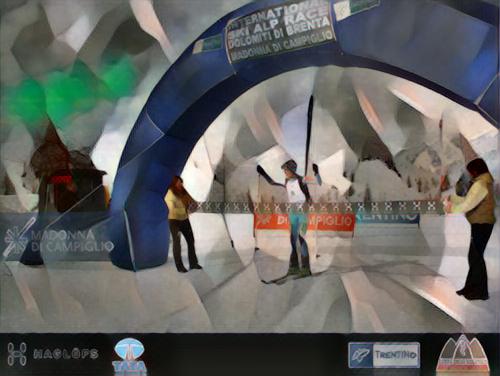 INTERNATIONAL
SKI ALP RACE
DOLOMITI DI BRENTA
MADONNA DI CAMPIGLIO
DI CAMPIGLIO
TRENTINO
MADONNA
DI CAMPIGLIO
HAGLÖFS
TRENTINO